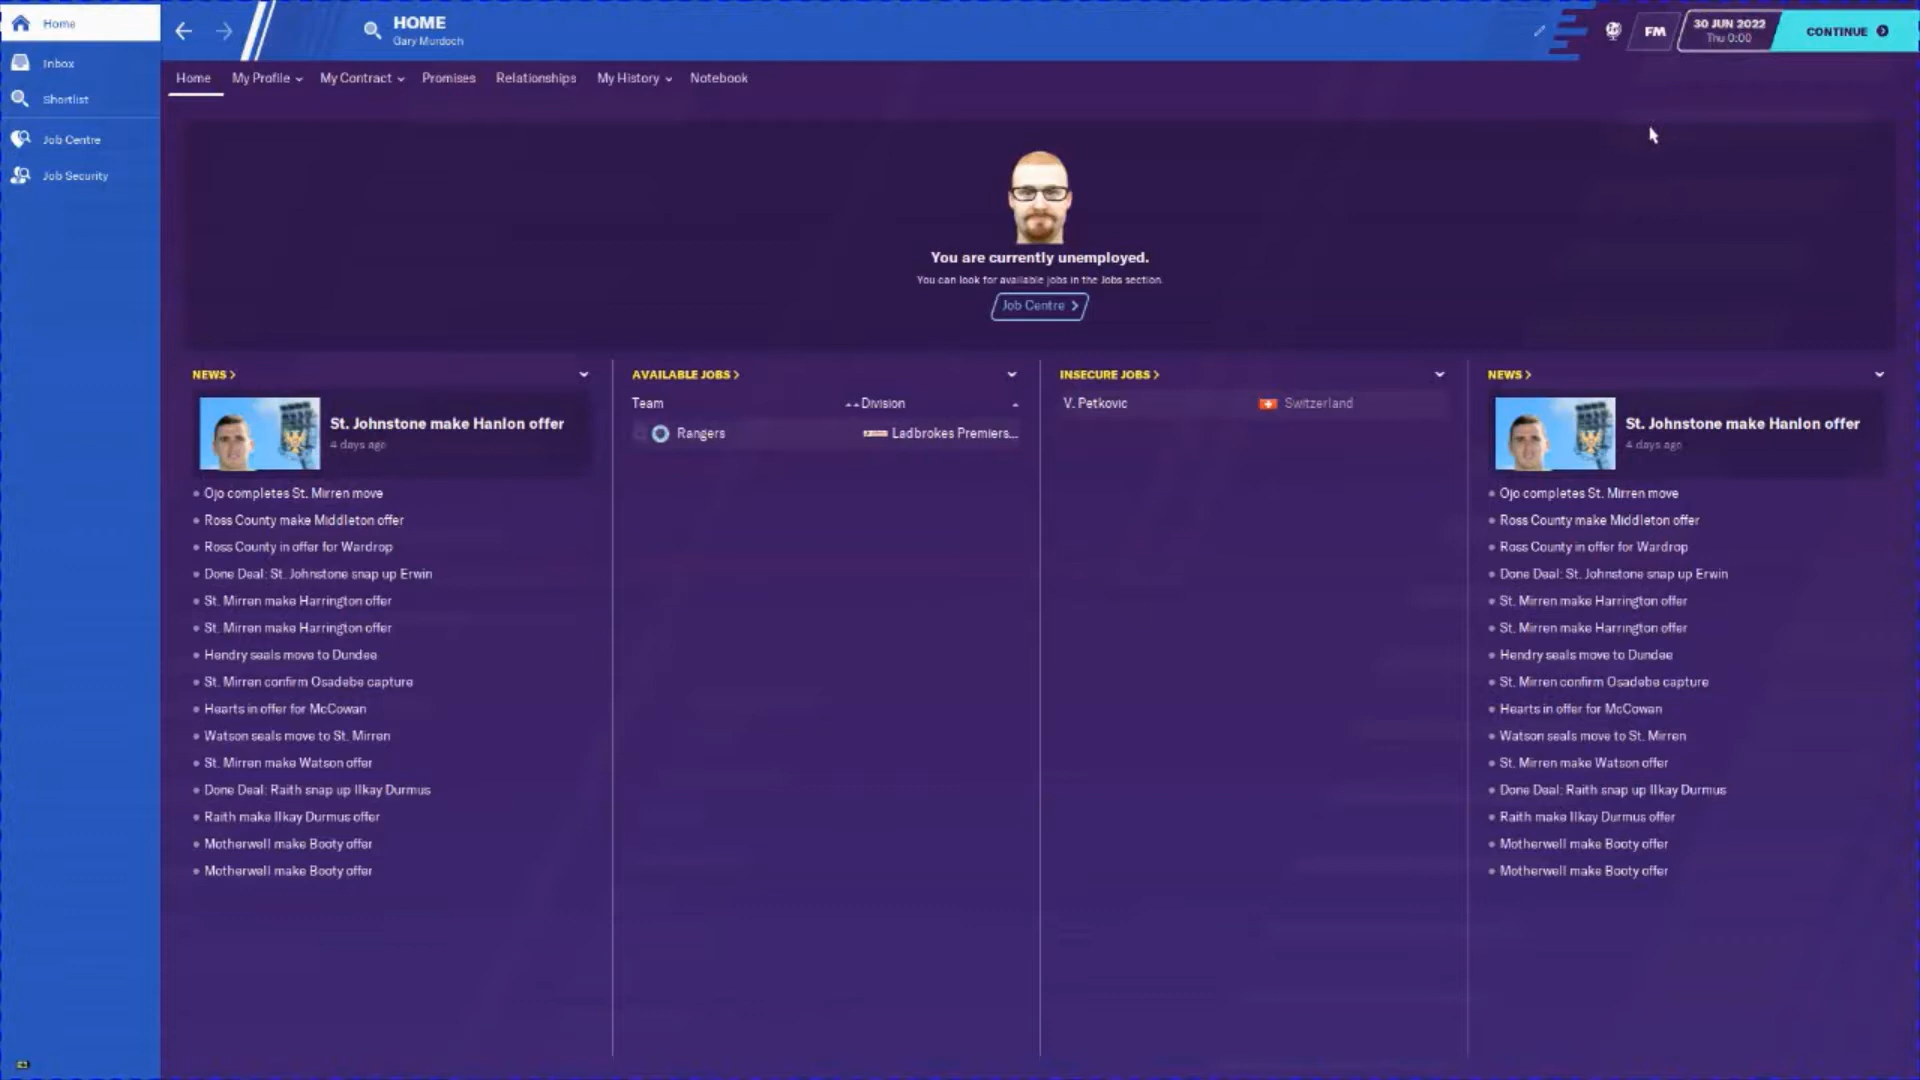 Home
Inbox
Shortlist
Job Centre
Job Security
HOME
Gary Murdoch
FM
30 JUN 2022
Thu 0:00
CONTINUE
Home My Profile My Contract Promises Relationships My History Notebook
You are currently unemployed.
You can look for available jobs in the Jobs section.
Job Centre >
NEWS >
St. Johnstone make Hanlon offer
4 days ago
Ojo completes St. Mirren move
Ross County make Middleton offer
Ross County in offer for Wardrop
Done Deal: St. Johnstone snap up Erwin
St. Mirren make Harrington offer
St. Mirren make Harrington offer
Hendry seals move to Dundee
St. Mirren confirm Osadebe capture
Hearts in offer for McCowan
Watson seals move to St. Mirren
St. Mirren make Watson offer
Done Deal: Raith snap up Ilkay Durmus
Raith make Ilkay Durmus offer
Motherwell make Booty offer
Motherwell make Booty offer
AVAILABLE JOBS >
Team Division
Rangers Ladbrokes Premiers...
INSECURE JOBS >
V. Petkovic Switzerland
NEWS >
St. Johnstone make Hanlon offer
4 days ago
Ojo completes St. Mirren move
Ross County make Middleton offer
Ross County in offer for Wardrop
Done Deal: St. Johnstone snap up Erwin
St. Mirren make Harrington offer
St. Mirren make Harrington offer
Hendry seals move to Dundee
St. Mirren confirm Osadebe capture
Hearts in offer for McCowan
Watson seals move to St. Mirren
St. Mirren make Watson offer
Done Deal: Raith snap up Ilkay Durmus
Raith make Ilkay Durmus offer
Motherwell make Booty offer
Motherwell make Booty offer